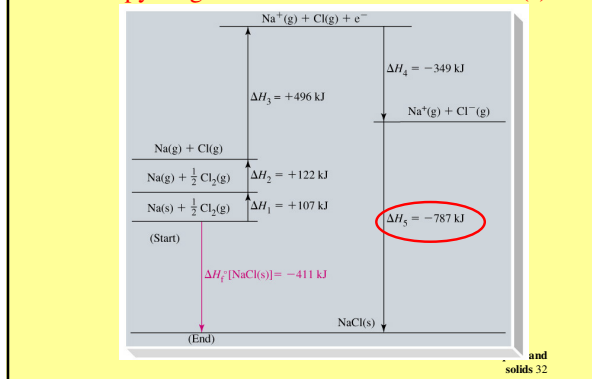 Na⁺(g) + Cl(g) + e⁻
ΔH₄ = −349 kJ
ΔH₃ = +496 kJ
Na⁺(g) + Cl⁻(g)
Na(g) + Cl(g)
Na(g) + ½ Cl₂(g) ΔH₂ = +122 kJ
Na(s) + ½ Cl₂(g) ΔH₁ = +107 kJ
ΔH₅ = −787 kJ
(Start)
ΔH_f°[NaCl(s)] = −411 kJ
NaCl(s)
(End)
and
solids 32